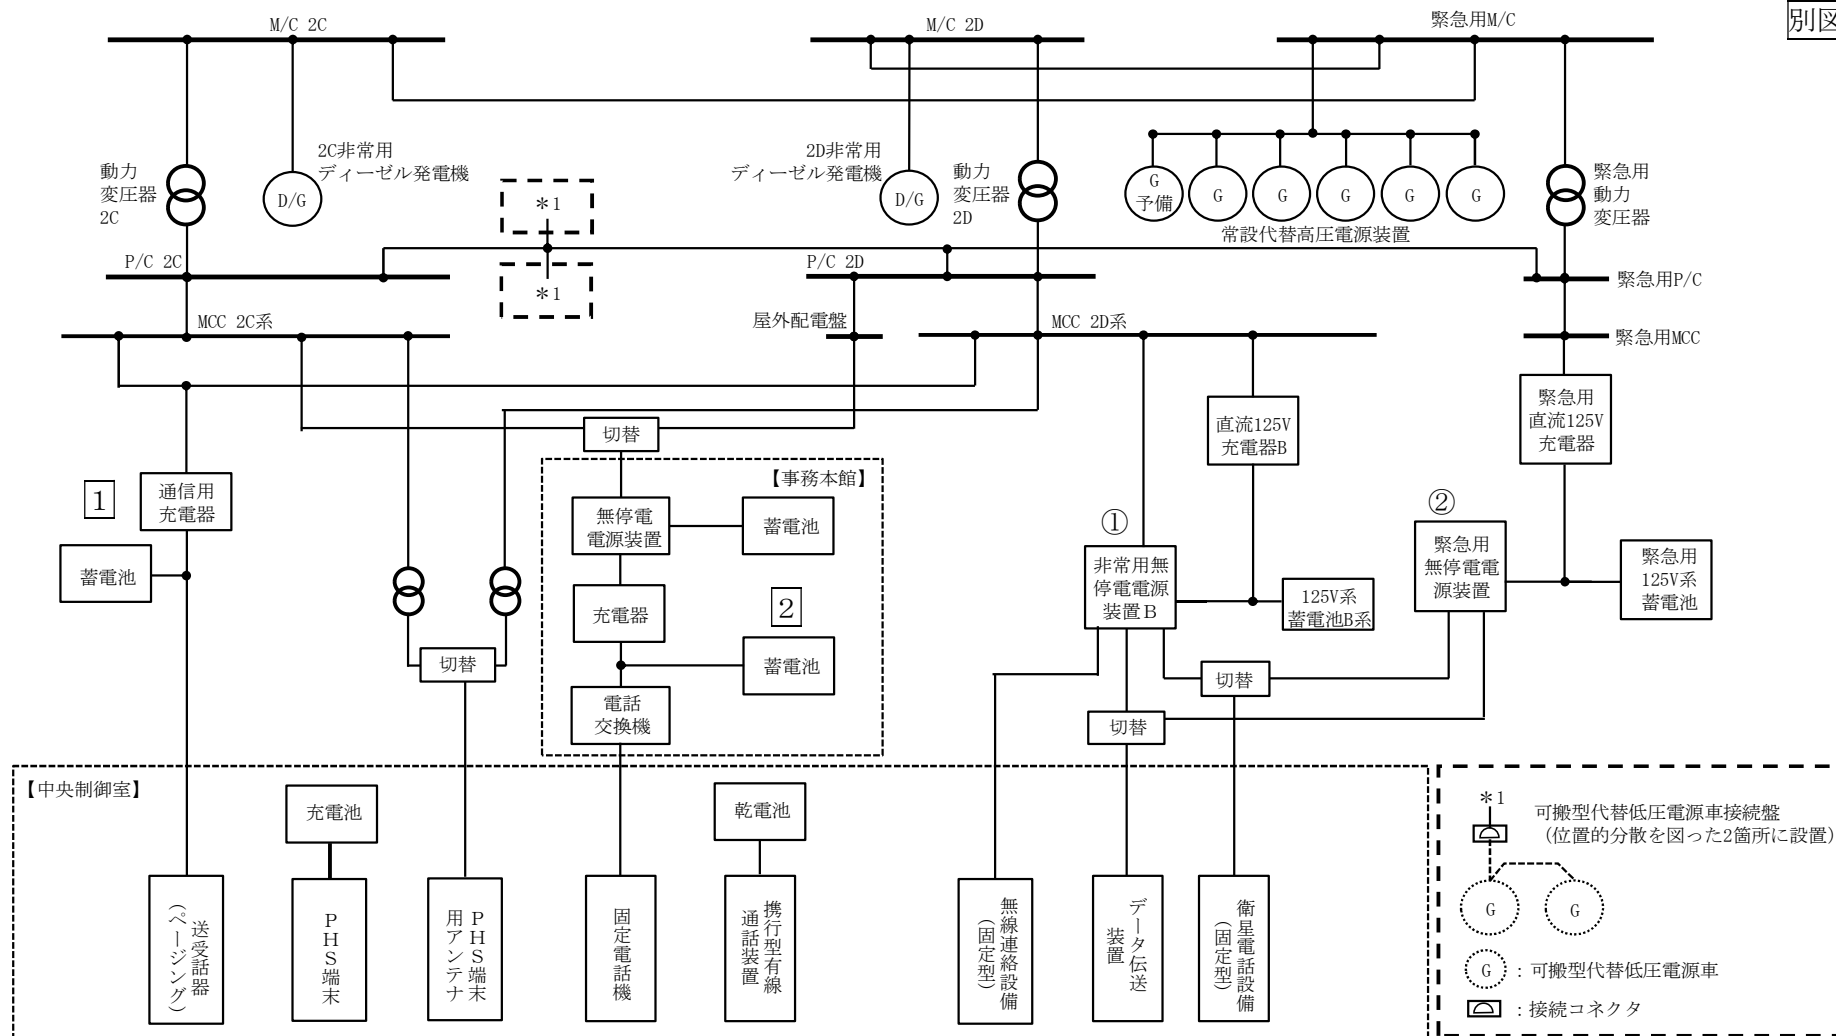 別図
M/C 2C
M/C 2D
緊急用M/C
動力
変圧器
2C
D/G
2C非常用
ディーゼル発電機
2D非常用
ディーゼル発電機
D/G
動力
変圧器
2D
G
予備
G
G
G
G
G
常設代替高圧電源装置
緊急用
動力
変圧器
*1
*1
P/C 2C
P/C 2D
緊急用P/C
MCC 2C系
屋外配電盤
MCC 2D系
緊急用MCC
切替
直流125V
充電器B
緊急用
直流125V
充電器
1
通信用
充電器
蓄電池
【事務本館】
無停電
電源装置
蓄電池
充電器
2
蓄電池
電話
交換機
切替
①
非常用無
停電電源
装置B
125V系
蓄電池B系
②
緊急用
無停電電
源装置
緊急用
125V系
蓄電池
切替
切替
【中央制御室】
充電池
乾電池
送受話器
(ページング)
PHS端末
PHS端末
用アンテナ
固定電話機
携行型有線
通話装置
無線連絡設備
(固定型)
データ伝送
装置
衛星電話設備
(固定型)
*1
可搬型代替低圧電源車接続盤
(位置的分散を図った2箇所に設置)
G
G
G
:可搬型代替低圧電源車
:接続コネクタ